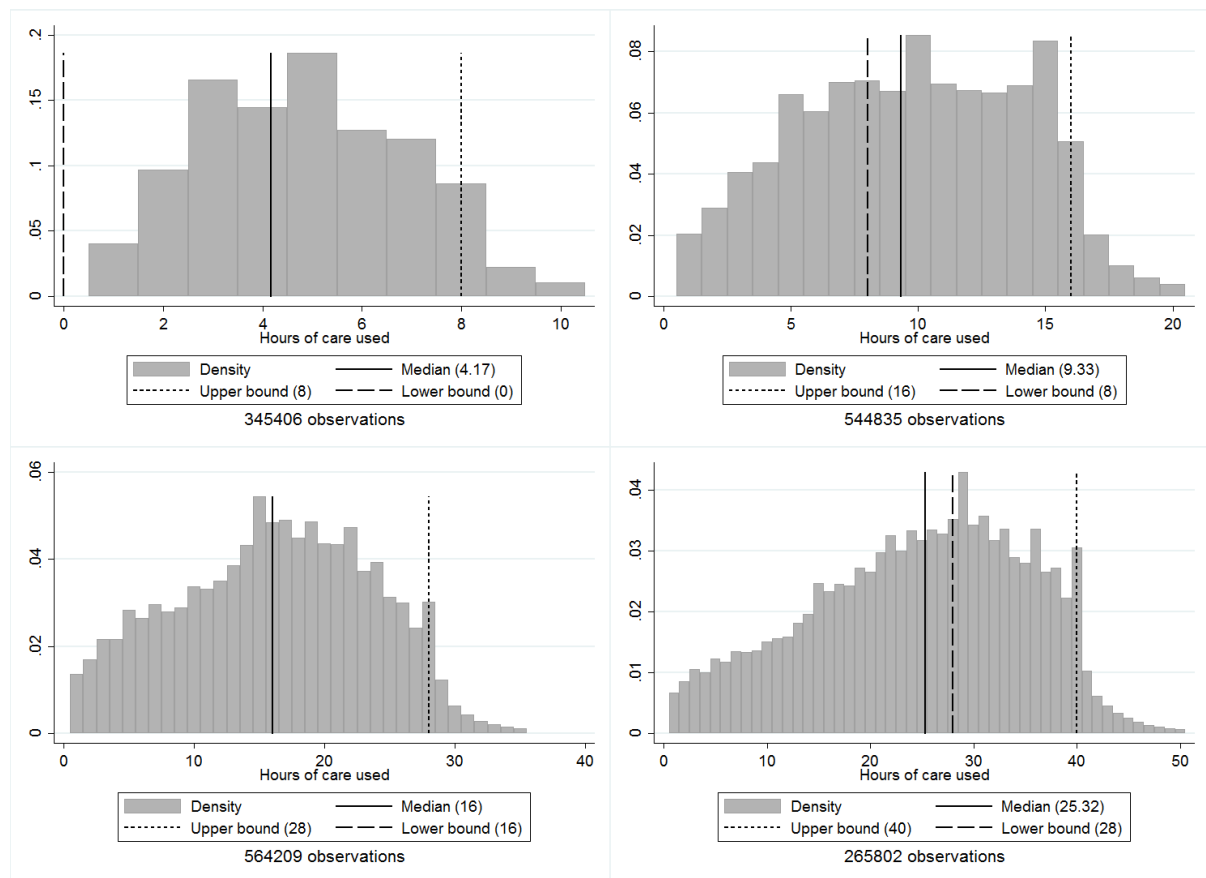 .2
.15
.1
.05
0
0 2 4 6 8 10
Hours of care used
Density Median (4.17)
Upper bound (8) Lower bound (0)
345406 observations
.08
.06
.04
.02
0
0 5 10 15 20
Hours of care used
Density Median (9.33)
Upper bound (16) Lower bound (8)
544835 observations
.06
.04
.02
0
0 10 20 30 40
Hours of care used
Density Median (16)
Upper bound (28) Lower bound (16)
564209 observations
.04
.03
.02
.01
0
0 10 20 30 40 50
Hours of care used
Density Median (25.32)
Upper bound (40) Lower bound (28)
265802 observations